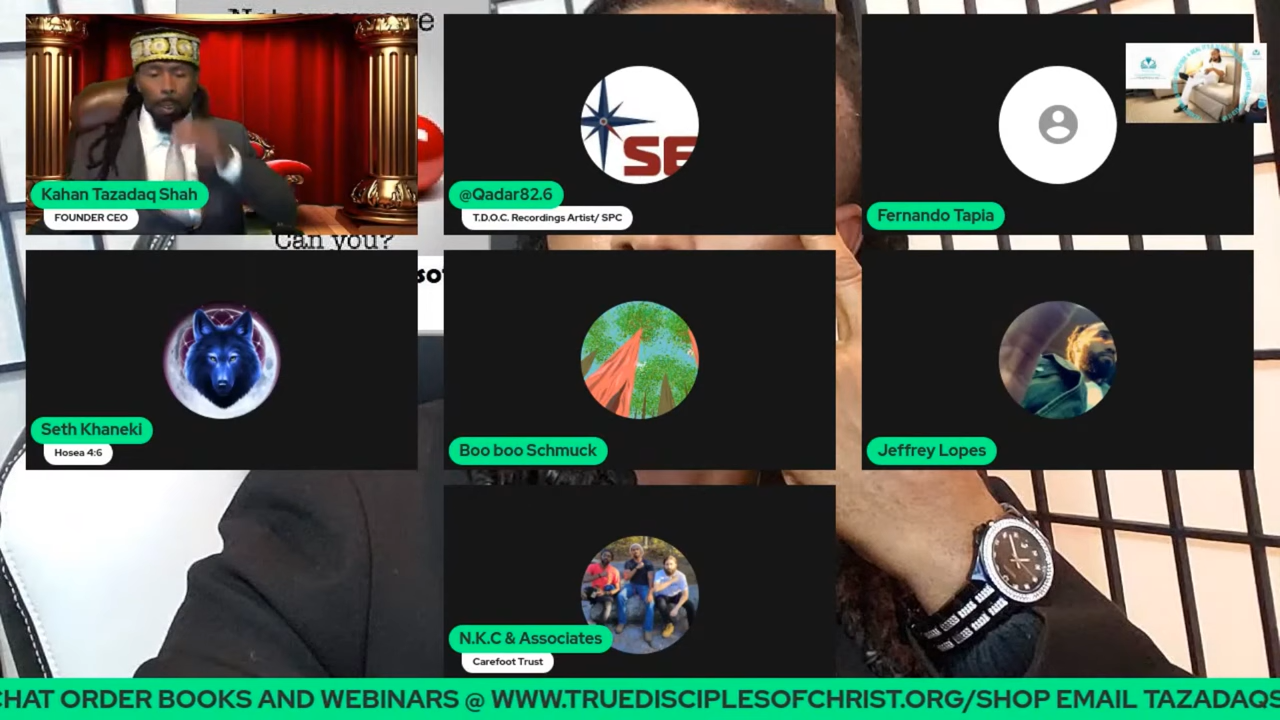 Kahan Tazadaq Shah
FOUNDER CEO
SE
@Qadar82.6
T.D.O.C. Recordings Artist/ SPC
Fernando Tapia
Can you?
Seth Khaneki
Hosea 4:6
Boo boo Schmuck
Jeffrey Lopes
N.K.C & Associates
Carefoot Trust
CHAT ORDER BOOKS AND WEBINARS @ WWW.TRUEDISCIPLESOFCHRIST.ORG/SHOP EMAIL TAZADAQS